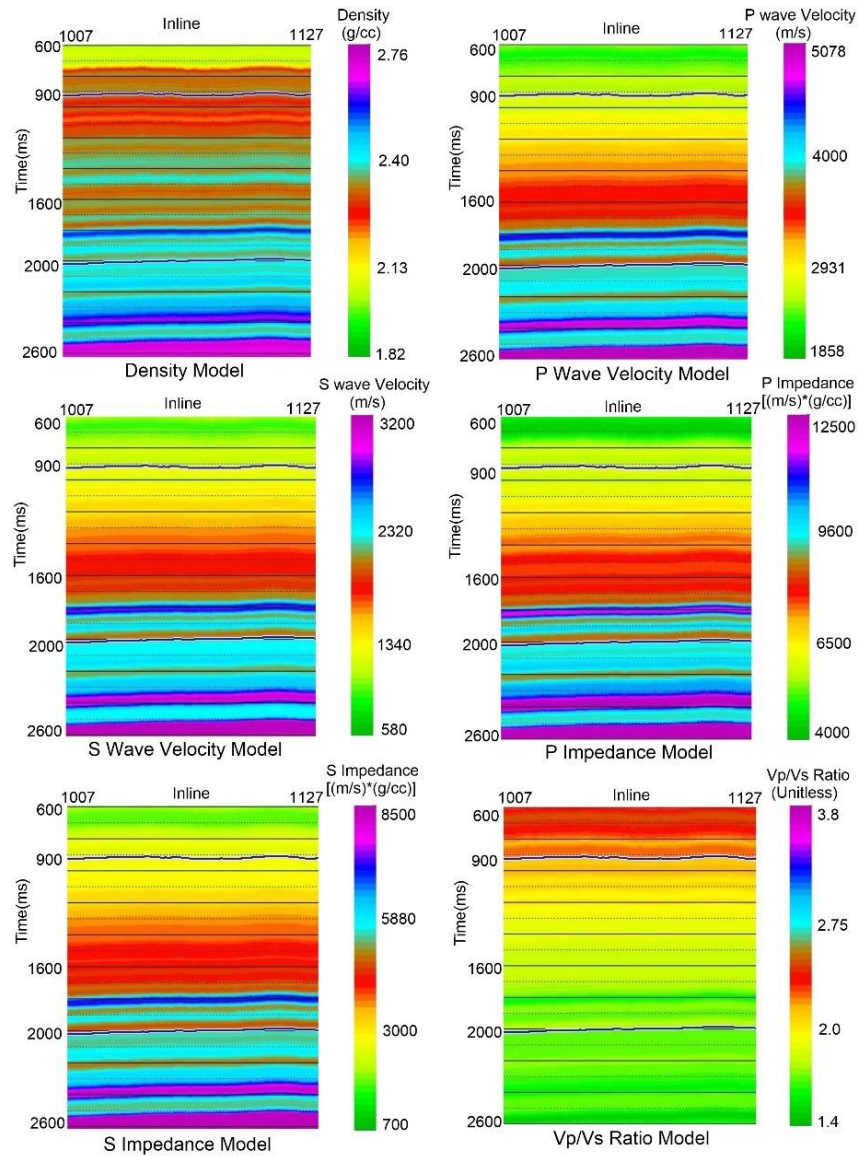 Density
(g/cc)
1007 Inline 1127
600
900
1600
2000
2600
Time(ms)
2.76
2.40
2.13
1.82
Density Model
P wave Velocity
(m/s)
1007 Inline 1127
600
900
1600
2000
2600
Time(ms)
5078
4000
2931
1858
P Wave Velocity Model
S wave Velocity
(m/s)
1007 Inline 1127
600
900
1600
2000
2600
Time(ms)
3200
2320
1340
580
S Wave Velocity Model
P Impedance
[(m/s)*(g/cc)]
1007 Inline 1127
600
900
1600
2000
2600
Time(ms)
12500
9600
6500
4000
P Impedance Model
S Impedance
[(m/s)*(g/cc)]
1007 Inline 1127
600
900
1600
2000
2600
Time(ms)
8500
5880
3000
700
S Impedance Model
Vp/Vs Ratio
(Unitless)
1007 Inline 1127
600
900
1600
2000
2600
Time(ms)
3.8
2.75
2.0
1.4
Vp/Vs Ratio Model